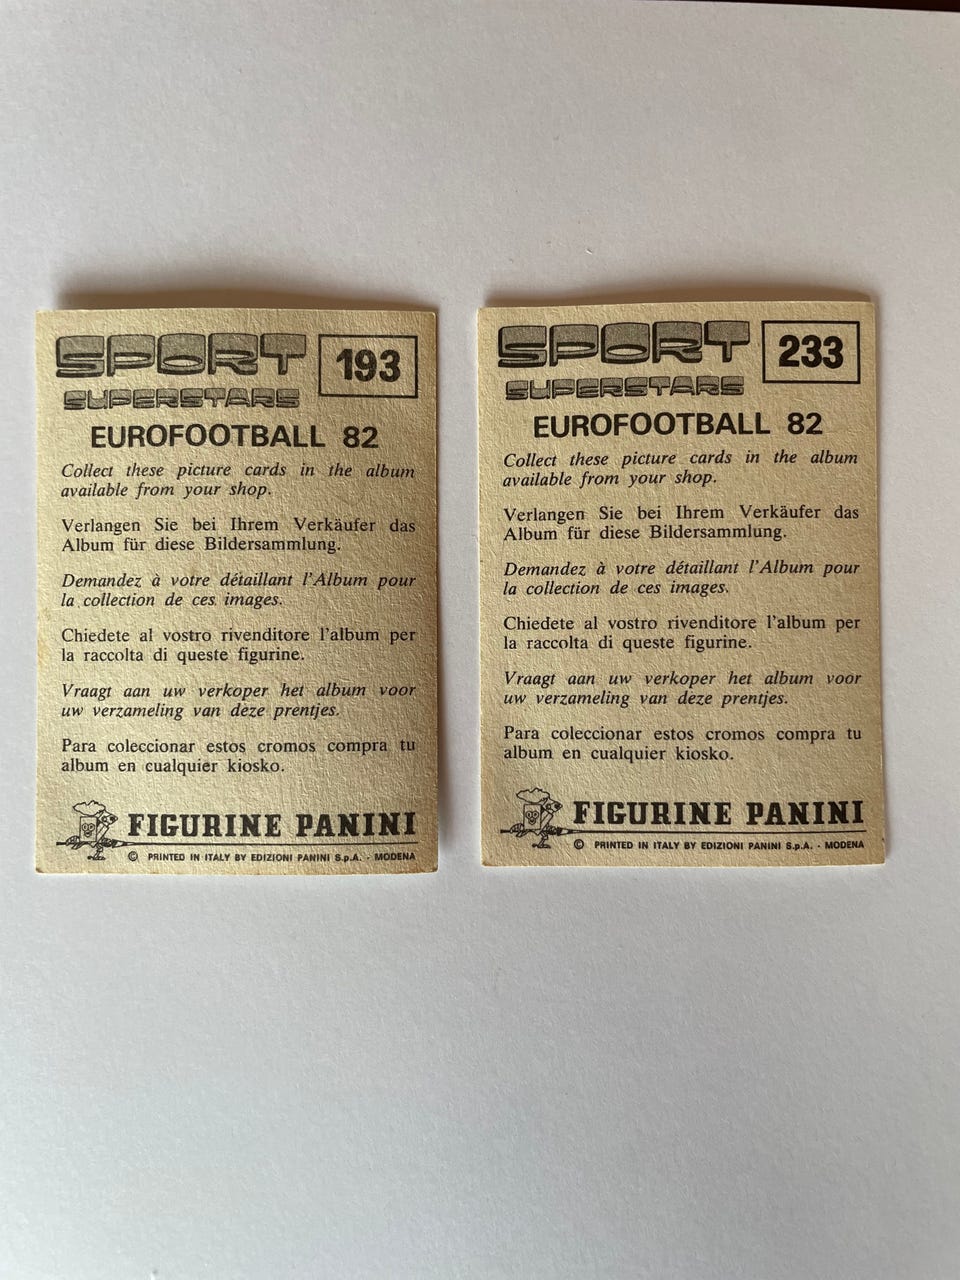 SPORT 193
SUPERSTARS
EUROFOOTBALL 82
Collect these picture cards in the album
available from your shop.
Verlangen Sie bei Ihrem Verkäufer das
Album für diese Bildersammlung.
Demandez à votre détaillant l'Album pour
la collection de ces images.
Chiedete al vostro rivenditore l'album per
la raccolta di queste figurine.
Vraagt aan uw verkoper het album voor
uw verzameling van deze prentjes.
Para coleccionar estos cromos compra tu
album en cualquier kiosko.
FIGURINE PANINI
© PRINTED IN ITALY BY EDIZIONI PANINI S.p.A. - MODENA
SPORT 233
SUPERSTARS
EUROFOOTBALL 82
Collect these picture cards in the album
available from your shop.
Verlangen Sie bei Ihrem Verkäufer das
Album für diese Bildersammlung.
Demandez à votre détaillant l'Album pour
la collection de ces images.
Chiedete al vostro rivenditore l'album per
la raccolta di queste figurine.
Vraagt aan uw verkoper het album voor
uw verzameling van deze prentjes.
Para coleccionar estos cromos compra tu
album en cualquier kiosko.
FIGURINE PANINI
© PRINTED IN ITALY BY EDIZIONI PANINI S.p.A. - MODENA